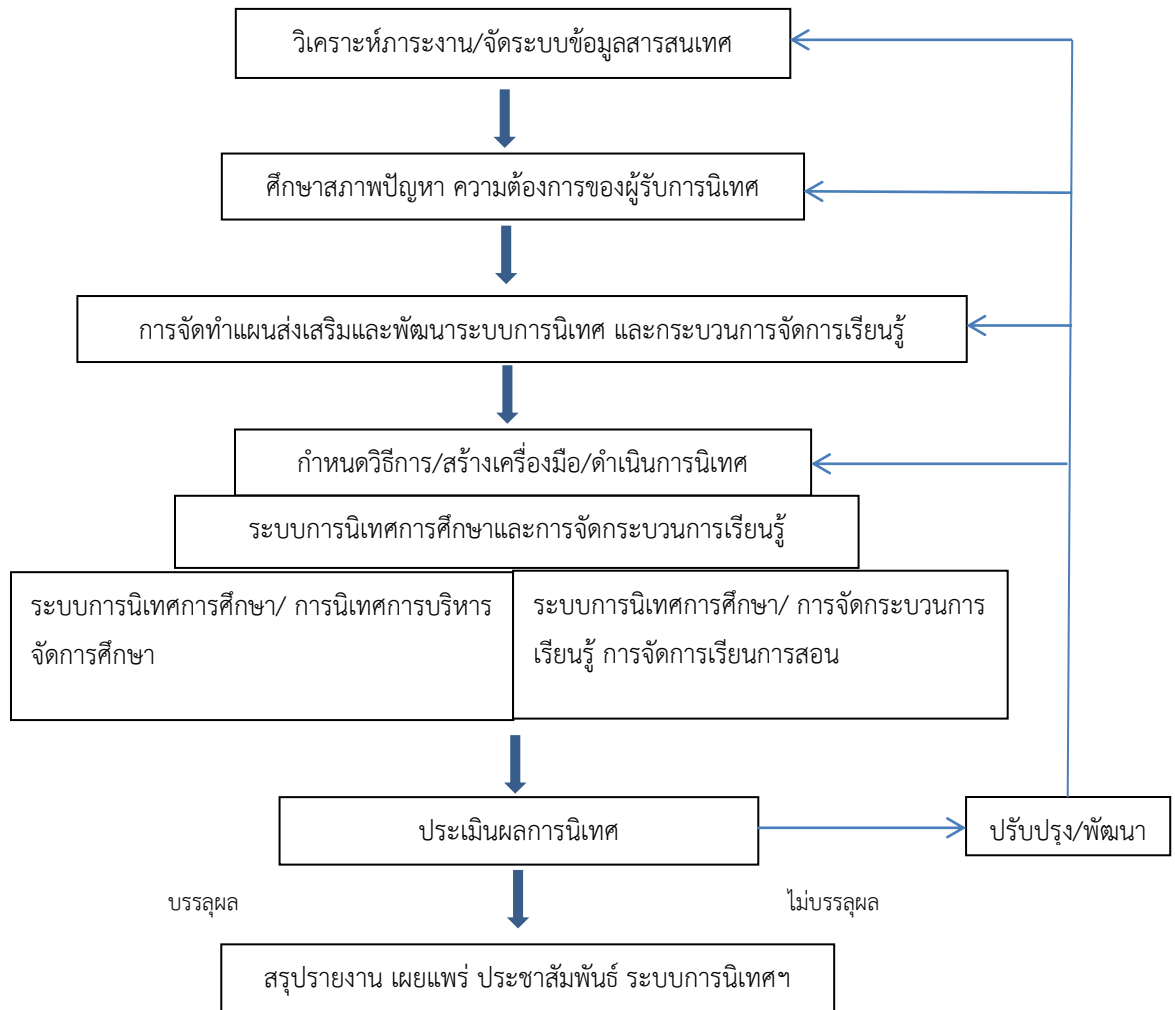 วิเคราะห์ภาระงาน/จัดระบบข้อมูลสารสนเทศ
ศึกษาสภาพปัญหา ความต้องการของผู้รับการนิเทศ
การจัดทำแผนส่งเสริมและพัฒนาระบบการนิเทศ และกระบวนการจัดการเรียนรู้
กำหนดวิธีการ/สร้างเครื่องมือ/ดำเนินการนิเทศ
ระบบการนิเทศการศึกษาและการจัดกระบวนการเรียนรู้
ระบบการนิเทศการศึกษา/ การนิเทศการบริหาร
จัดการศึกษา
ระบบการนิเทศการศึกษา/ การจัดกระบวนการ
เรียนรู้ การจัดการเรียนการสอน
ประเมินผลการนิเทศ
ปรับปรุง/พัฒนา
บรรลุผล
ไม่บรรลุผล
สรุปรายงาน เผยแพร่ ประชาสัมพันธ์ ระบบการนิเทศฯ